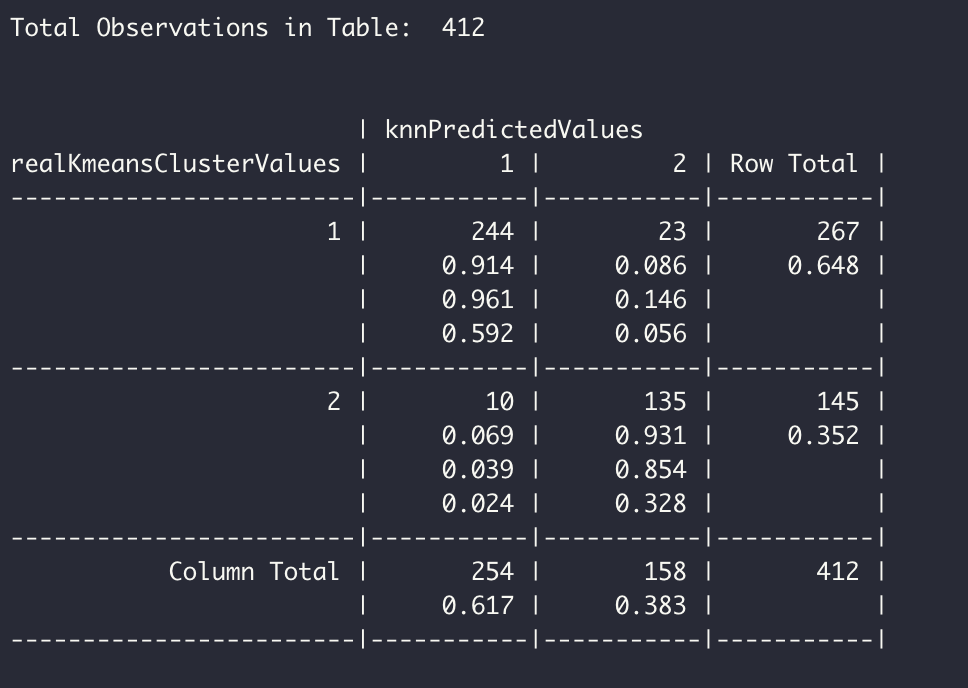 Total Observations in Table:  412
                        | knnPredictedValues
realKmeansClusterValues |         1 |         2 | Row Total |
------------------------|-----------|-----------|-----------|
                      1 |       244 |        23 |       267 |
                        |     0.914 |     0.086 |     0.648 |
                        |     0.961 |     0.146 |           |
                        |     0.592 |     0.056 |           |
------------------------|-----------|-----------|-----------|
                      2 |        10 |       135 |       145 |
                        |     0.069 |     0.931 |     0.352 |
                        |     0.039 |     0.854 |           |
                        |     0.024 |     0.328 |           |
------------------------|-----------|-----------|-----------|
           Column Total |       254 |       158 |       412 |
                        |     0.617 |     0.383 |           |
------------------------|-----------|-----------|-----------|